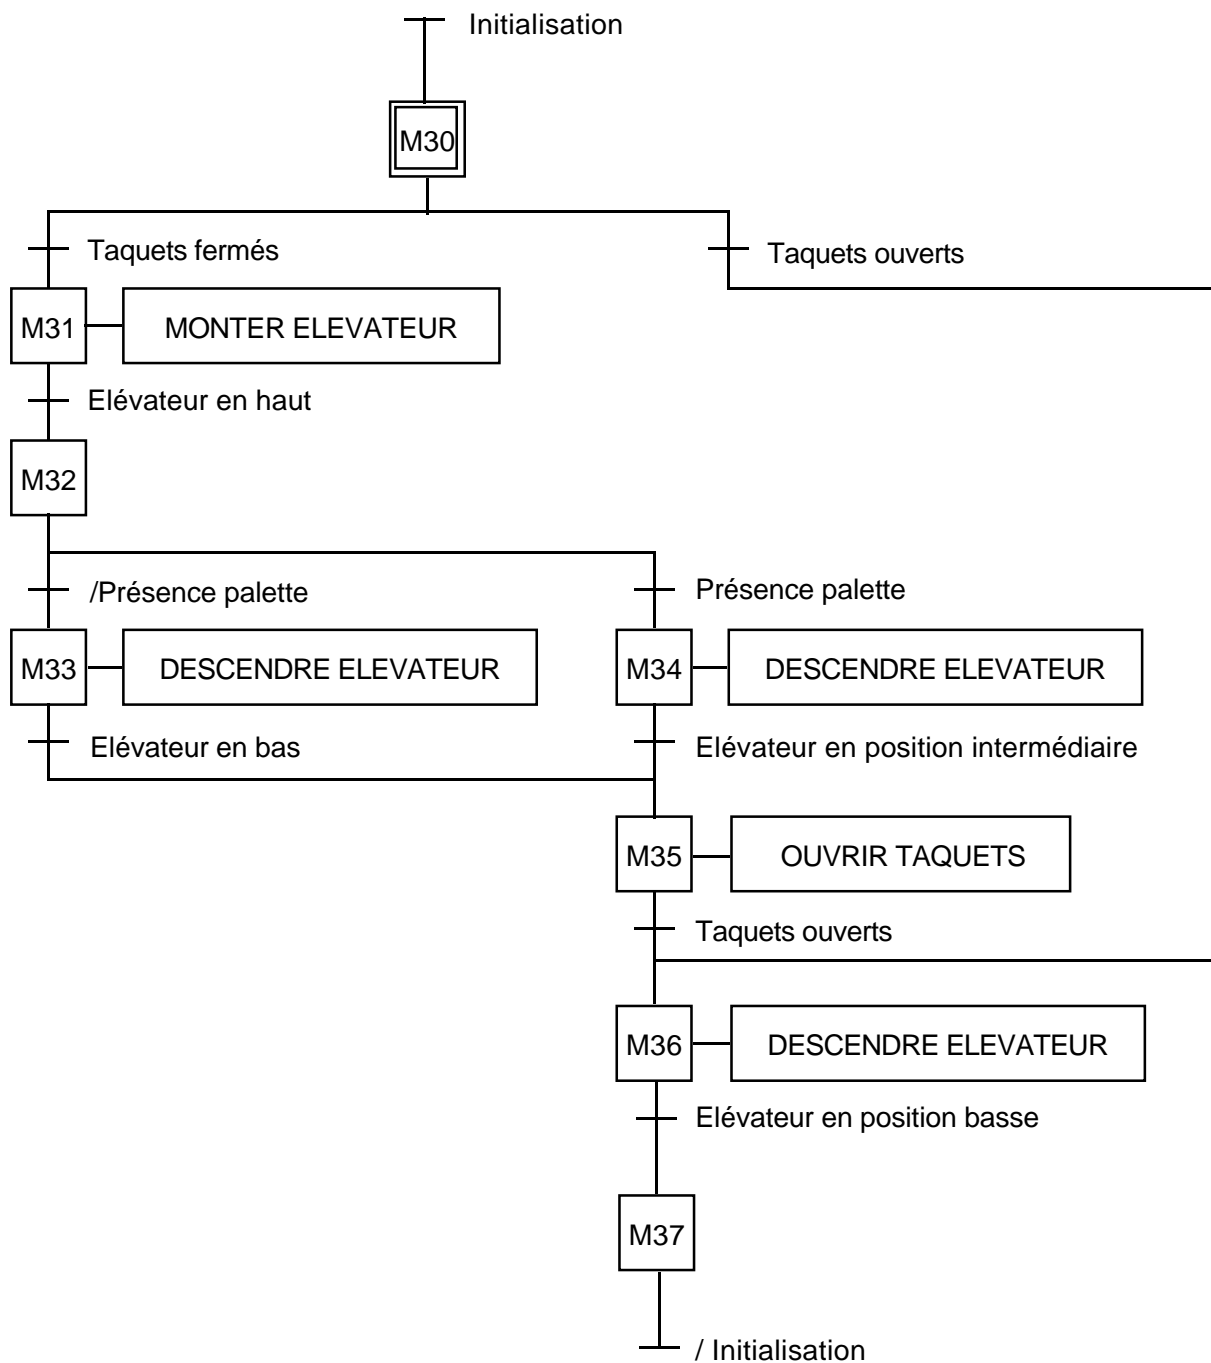 Initialisation
M30
Taquets fermés
Taquets ouverts
M31
MONTER ELEVATEUR
Elévateur en haut
M32
/Présence palette
Présence palette
M33
DESCENDRE ELEVATEUR
M34
DESCENDRE ELEVATEUR
Elévateur en bas
Elévateur en position intermédiaire
M35
OUVRIR TAQUETS
Taquets ouverts
M36
DESCENDRE ELEVATEUR
Elévateur en position basse
M37
/ Initialisation